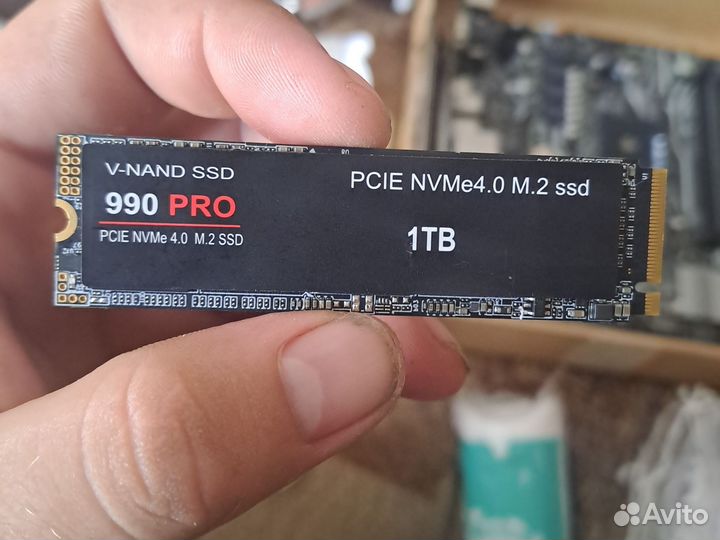 V-NAND SSD
990 PRO
PCIE NVMe 4.0 M.2 SSD
PCIE NVMe4.0 M.2 ssd
1TB
Avito